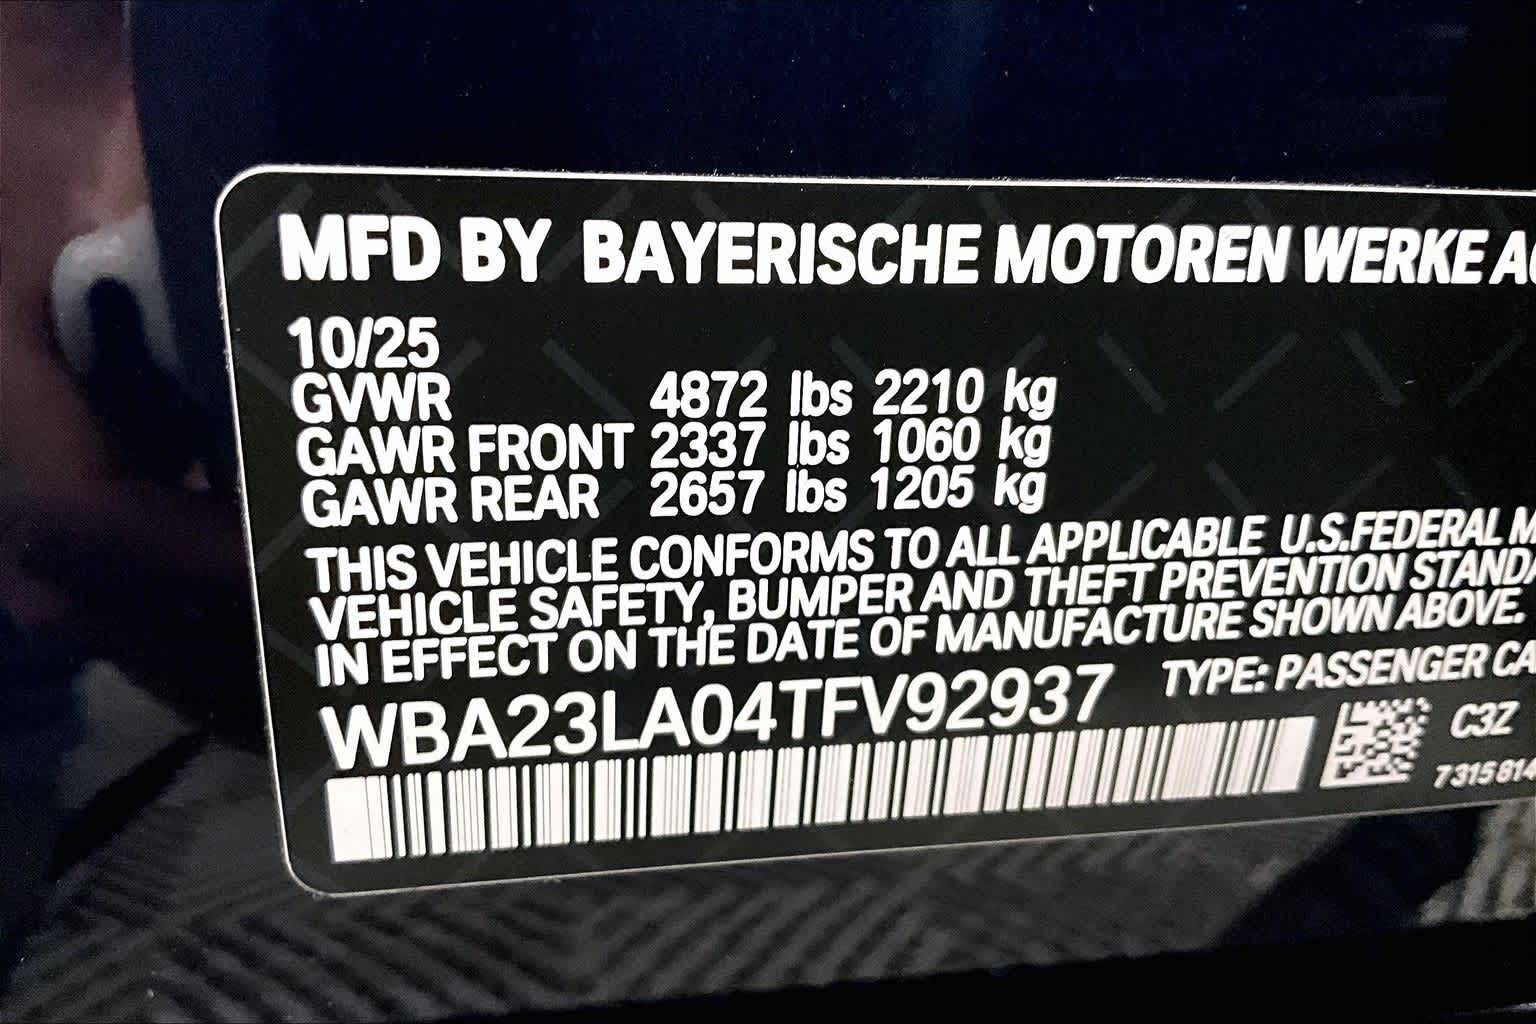 MFD BY BAYERISCHE MOTOREN WERKE
10/25
GVWR 4872 lbs 2210 kg
GAWR FRONT 2337 lbs 1060 kg
GAWR REAR 2657 lbs 1205 kg
THIS VEHICLE CONFORMS TO ALL APPLICABLE U.S.FEDERAL
VEHICLE SAFETY, BUMPER AND THEFT PREVENTION
IN EFFECT ON THE DATE OF MANUFACTURE SHOWN ABOVE.
WBA23LA04TFV92937 TYPE: PASSENGER
C3Z